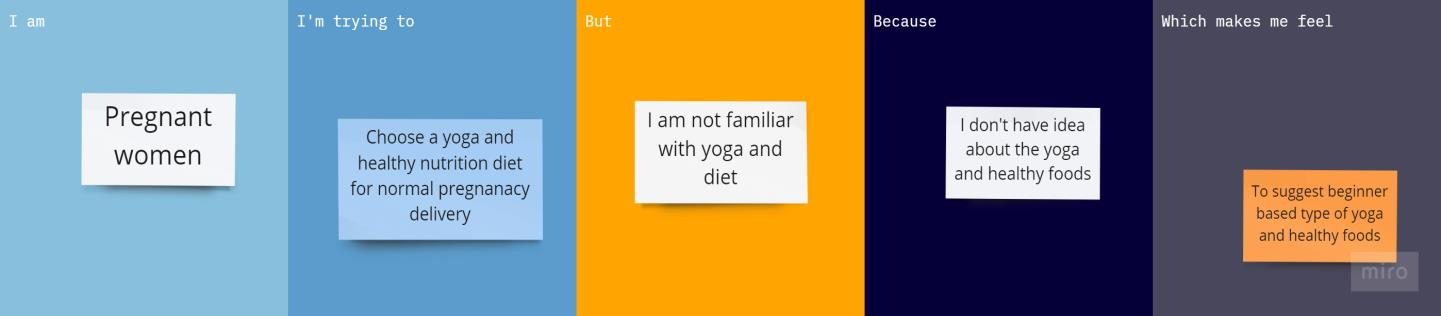 I am
Pregnant
women
I'm trying to
Choose a yoga and
healthy nutrition diet
for normal pregnanacy
delivery
But
I am not familiar
with yoga and
diet
Because
I don't have idea
about the yoga
and healthy foods
Which makes me feel
To suggest beginner
based type of yoga
and healthy foods
miro